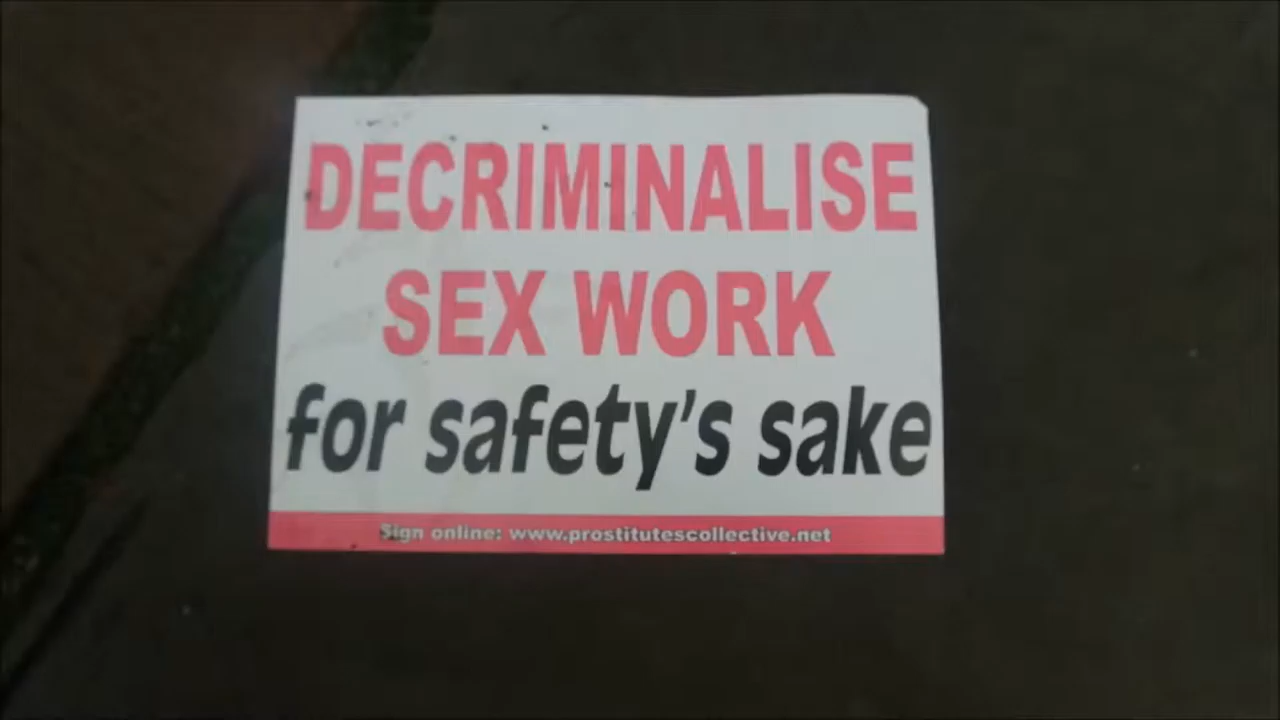 DECRIMINALISE
SEX WORK
for safety's sake
Sign online: www.prostitutescollective.net